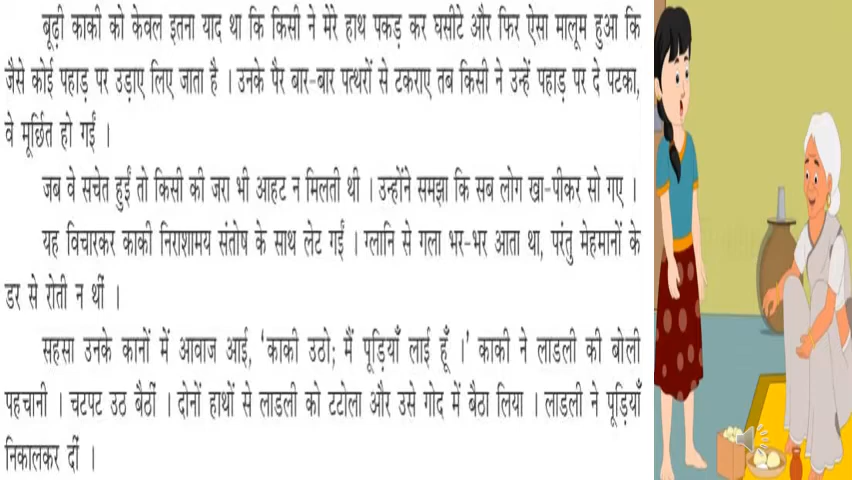 बूढ़ी काकी को केवल इतना याद था कि किसी ने मेरे हाथ पकड़ कर घसीटे और फिर ऐसा मालूम हुआ कि
जैसे कोई पहाड़ पर उड़ाए लिए जाता है । उनके पैर बार-बार पत्थरों से टकराए तब किसी ने उन्हें पहाड़ पर दे पटका,
वे मूर्छित हो गईं ।
जब वे सचेत हुईं तो किसी की जरा भी आहट न मिलती थी । उन्होंने समझा कि सब लोग खा-पीकर सो गए ।
यह विचारकर काकी निराशामय संतोष के साथ लेट गईं । ग्लानि से गला भर-भर आता था, परंतु मेहमानों के
डर से रोती न थीं ।
सहसा उनके कानों में आवाज आई, ‘काकी उठो; मैं पूड़ियाँ लाई हूँ ।’ काकी ने लाडली की बोली
पहचानी । चटपट उठ बैठीं । दोनों हाथों से लाडली को टटोला और उसे गोद में बैठा लिया । लाडली ने पूड़ियाँ
निकालकर दीं ।